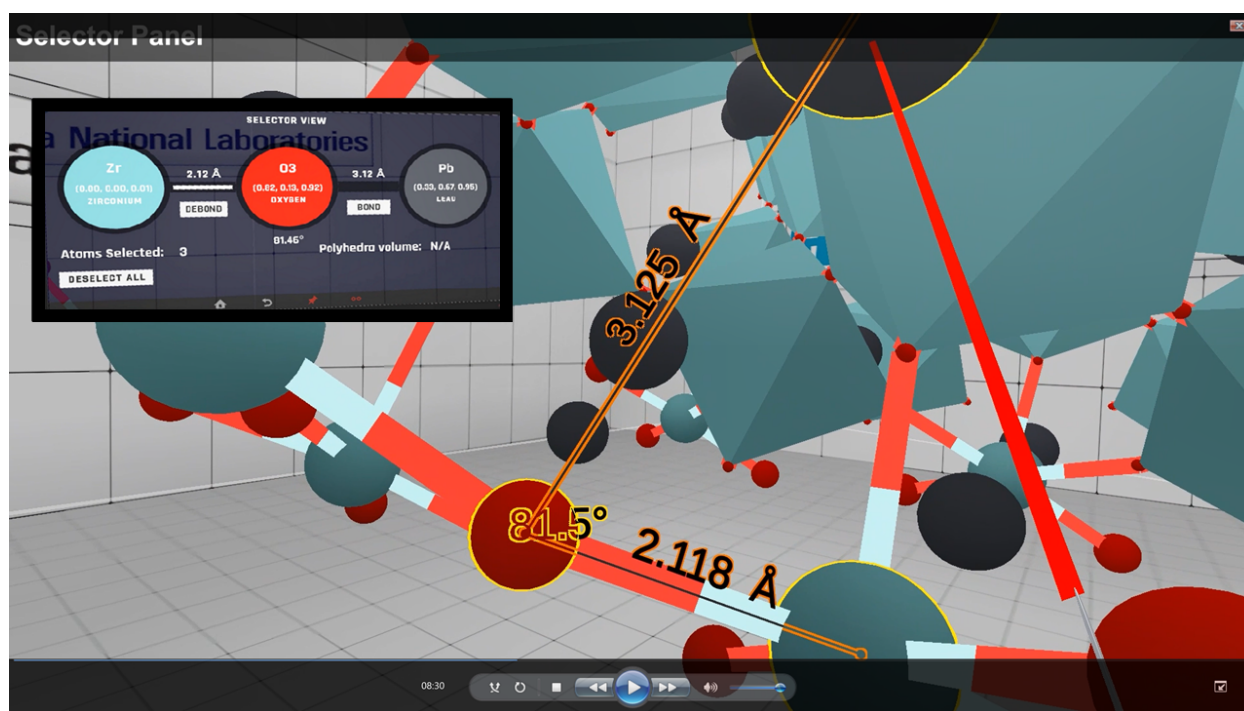 Selector Panel
SELECTOR VIEW
a National Laboratories
Zr
(0.00, 0.00, 0.01)
ZIRCONIUM
2.12 Å
DEBOND
O3
(0.02, 0.13, 0.92)
OXYGEN
81.46°
3.12 Å
BOND
Pb
(0.33, 0.67, 0.95)
LEAD
Atoms Selected: 3
Polyhedra volume: N/A
DESELECT ALL
3.125 Å
81.5°
2.118 Å
08:30